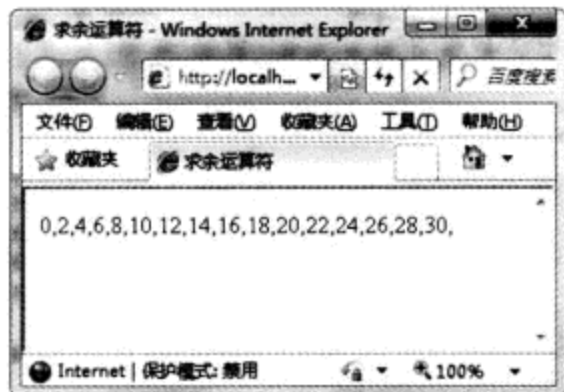 求余运算符 - Windows Internet Explorer
http://localh...
百度搜索
文件(F) 编辑(E) 查看(V) 收藏夹(A) 工具(T) 帮助(H)
收藏夹 求余运算符
0,2,4,6,8,10,12,14,16,18,20,22,24,26,28,30,
Internet | 保护模式: 禁用 100%